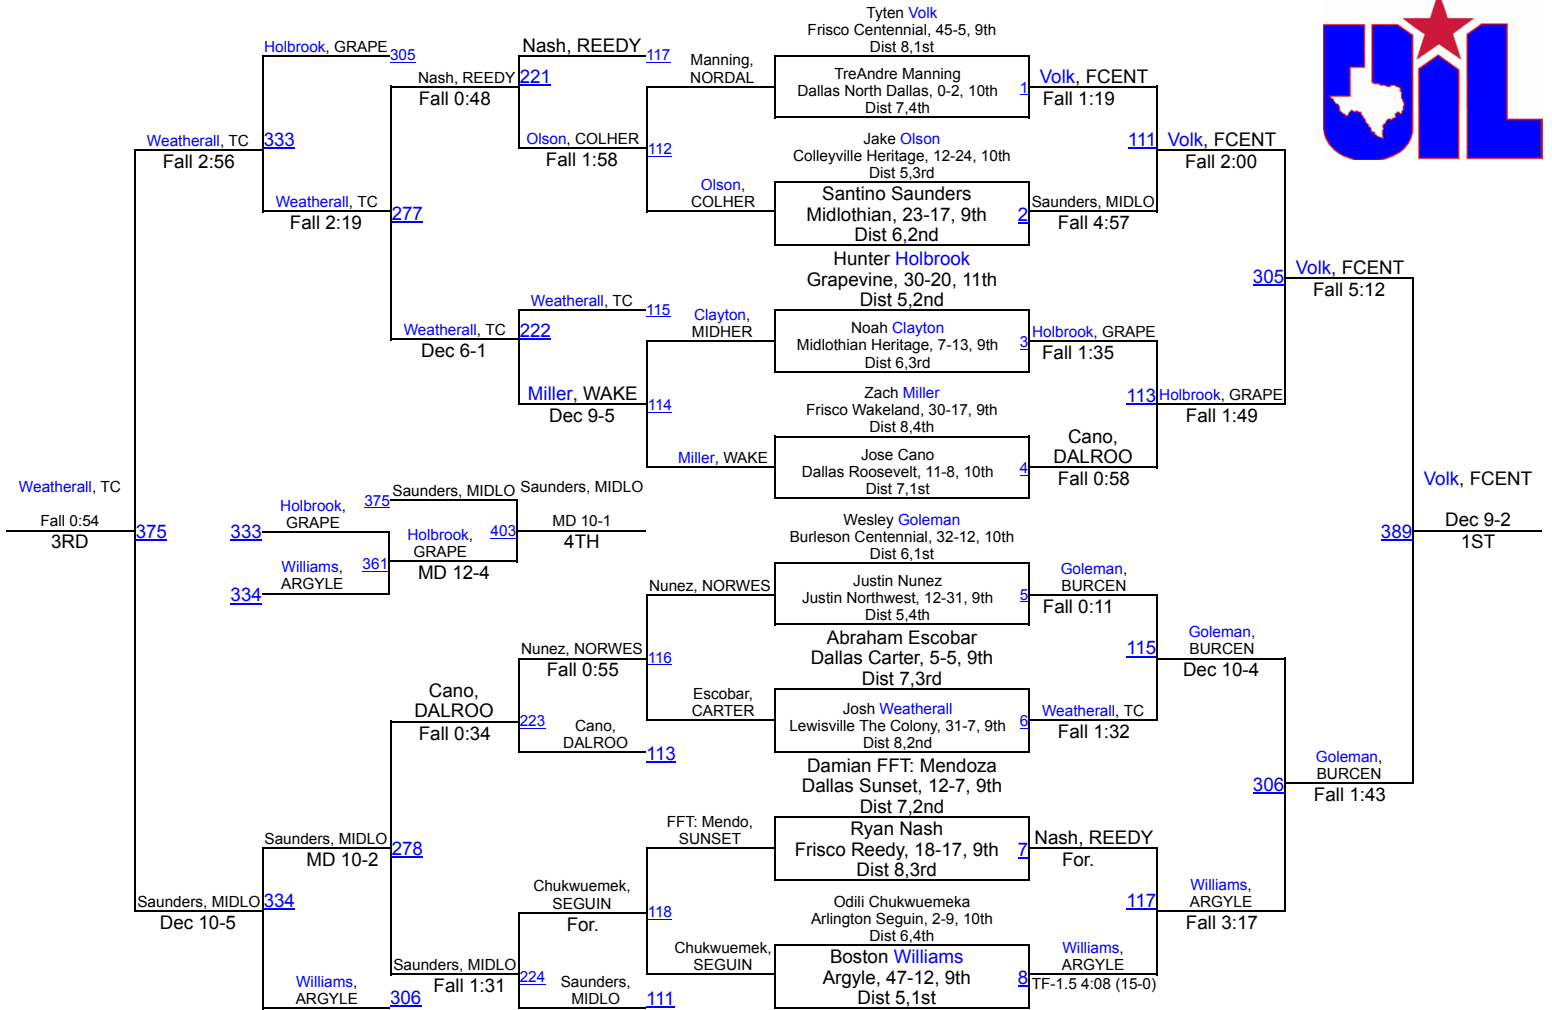 Tyten Volk
Frisco Centennial, 45-5, 9th
Dist 8,1st
TreAndre Manning
Dallas North Dallas, 0-2, 10th
Dist 7,4th
1
Jake Olson
Colleyville Heritage, 12-24, 10th
Dist 5,3rd
Santino Saunders
Midlothian, 23-17, 9th
Dist 6,2nd
2
Hunter Holbrook
Grapevine, 30-20, 11th
Dist 5,2nd
Noah Clayton
Midlothian Heritage, 7-13, 9th
Dist 6,3rd
3
Zach Miller
Frisco Wakeland, 30-17, 9th
Dist 8,4th
Jose Cano
Dallas Roosevelt, 11-8, 10th
Dist 7,1st
4
Wesley Goleman
Burleson Centennial, 32-12, 10th
Dist 6,1st
Justin Nunez
Justin Northwest, 12-31, 9th
Dist 5,4th
5
Abraham Escobar
Dallas Carter, 5-5, 9th
Dist 7,3rd
Josh Weatherall
Lewisville The Colony, 31-7, 9th
Dist 8,2nd
6
Damian FFT: Mendoza
Dallas Sunset, 12-7, 9th
Dist 7,2nd
Ryan Nash
Frisco Reedy, 18-17, 9th
Dist 8,3rd
7
Odili Chukwuemeka
Arlington Seguin, 2-9, 10th
Dist 6,4th
Boston Williams
Argyle, 47-12, 9th
Dist 5,1st
8
Volk, FCENT
Fall 1:19
111
Saunders, MIDLO
Fall 4:57
Holbrook, GRAPE
Fall 1:35
113
Cano,
DALROO
Fall 0:58
Goleman,
BURCEN
Fall 0:11
115
Weatherall, TC
Fall 1:32
Nash, REEDY
For.
117
Williams,
ARGYLE
TF-1.5 4:08 (15-0)
Volk, FCENT
Fall 2:00
305
Holbrook, GRAPE
Fall 1:49
Goleman,
BURCEN
Dec 10-4
306
Williams,
ARGYLE
Fall 3:17
Volk, FCENT
Fall 5:12
389
Goleman,
BURCEN
Fall 1:43
Volk, FCENT
Dec 9-2
1ST
UIL
Manning,
NORDAL
112
Olson,
COLHER
Clayton,
MIDHER
114
Miller, WAKE
Nunez, NORWES
116
Escobar,
CARTER
FFT: Mendo,
SUNSET
118
Chukwuemek,
SEGUIN
Nash, REEDY
117
221
Olson, COLHER
Fall 1:58
Weatherall, TC
115
222
Miller, WAKE
Dec 9-5
Nunez, NORWES
Fall 0:55
223
Cano,
DALROO
113
Chukwuemek,
SEGUIN
For.
224
Saunders,
MIDLO
111
Nash, REEDY
Fall 0:48
277
Weatherall, TC
Dec 6-1
Cano,
DALROO
Fall 0:34
278
Saunders, MIDLO
Fall 1:31
Holbrook, GRAPE
305
333
Weatherall, TC
Fall 2:19
Saunders, MIDLO
MD 10-2
334
Williams,
ARGYLE
306
Weatherall, TC
Fall 2:56
375
Saunders, MIDLO
Dec 10-5
Weatherall, TC
Fall 0:54
3RD
333
Holbrook,
GRAPE
334
Williams,
ARGYLE
361
375
Saunders, MIDLO
Holbrook,
GRAPE
MD 12-4
403
Saunders, MIDLO
MD 10-1
4TH